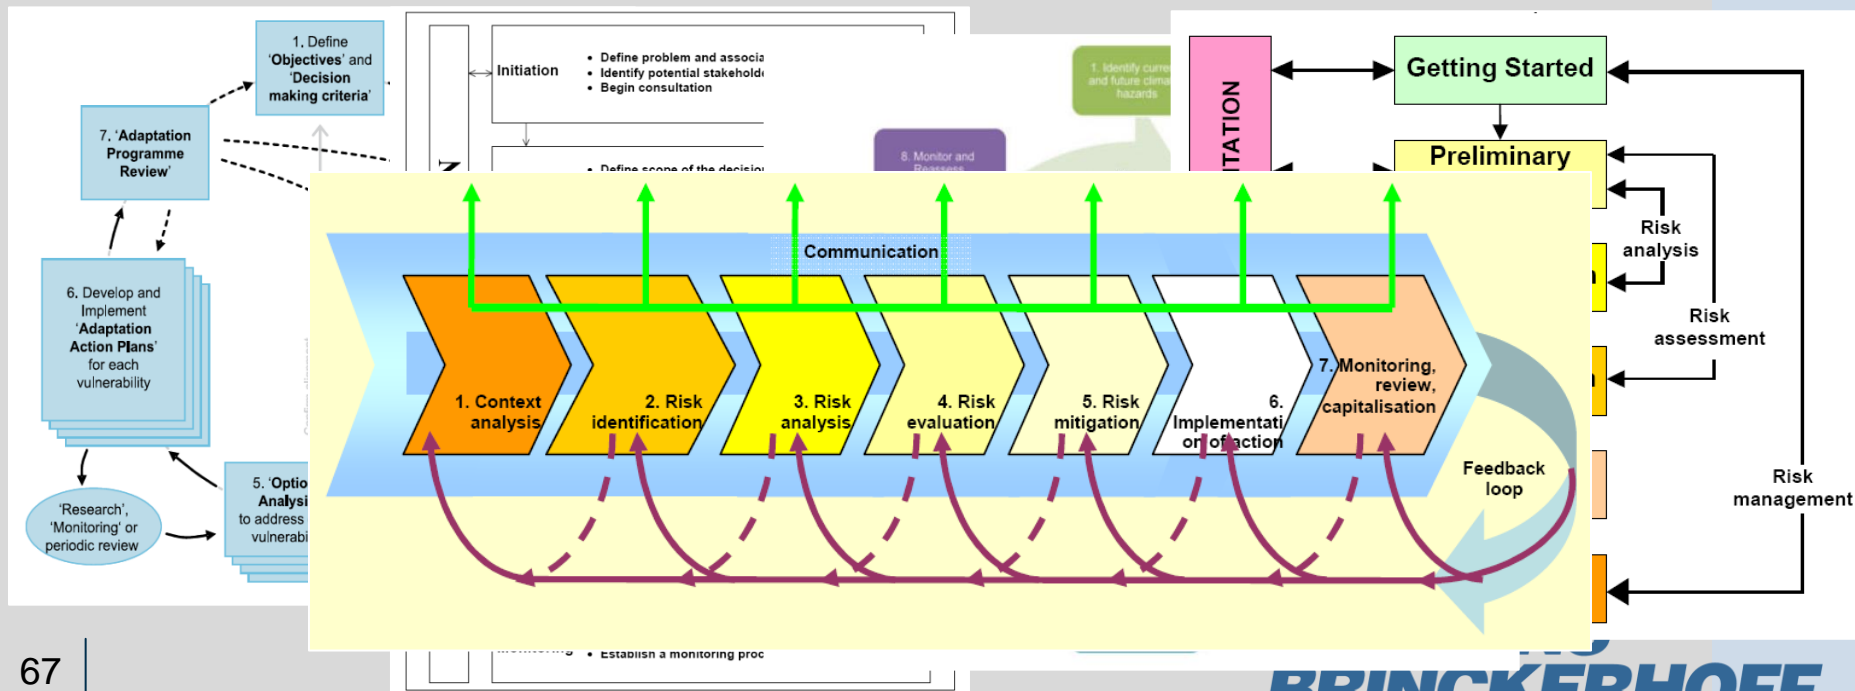 1. Define
'Objectives' and
'Decision
making criteria'
7. 'Adaptation
Programme
Review'
6. Develop and
Implement
'Adaptation
Action Plans'
for each
vulnerability
'Research',
'Monitoring' or
periodic review
5. 'Optio
Analysi
to address
vulnerabi
Initiation
• Define problem and associa
• Identify potential stakeholde
• Begin consultation
• Define scope of the decision
• Establish a monitoring proc
1. Identify curre
and future clima
hazards
8. Monitor and
Reassess
TATION
Getting Started
Preliminary
Risk
analysis
Risk
assessment
Risk
management
Communication
1. Context
analysis
2. Risk
identification
3. Risk
analysis
4. Risk
evaluation
5. Risk
mitigation
6.
Implementati
on of action
7. Monitoring,
review,
capitalisation
Feedback
loop
67
BRINCKERHOFF